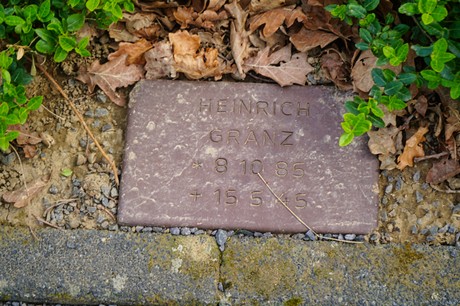 HEINRICH
GRANZ
* 8.10.85
+ 15.5.45